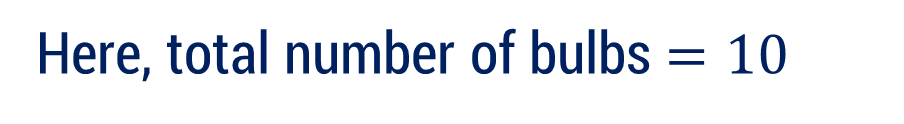 Here, total number of bulbs = 10